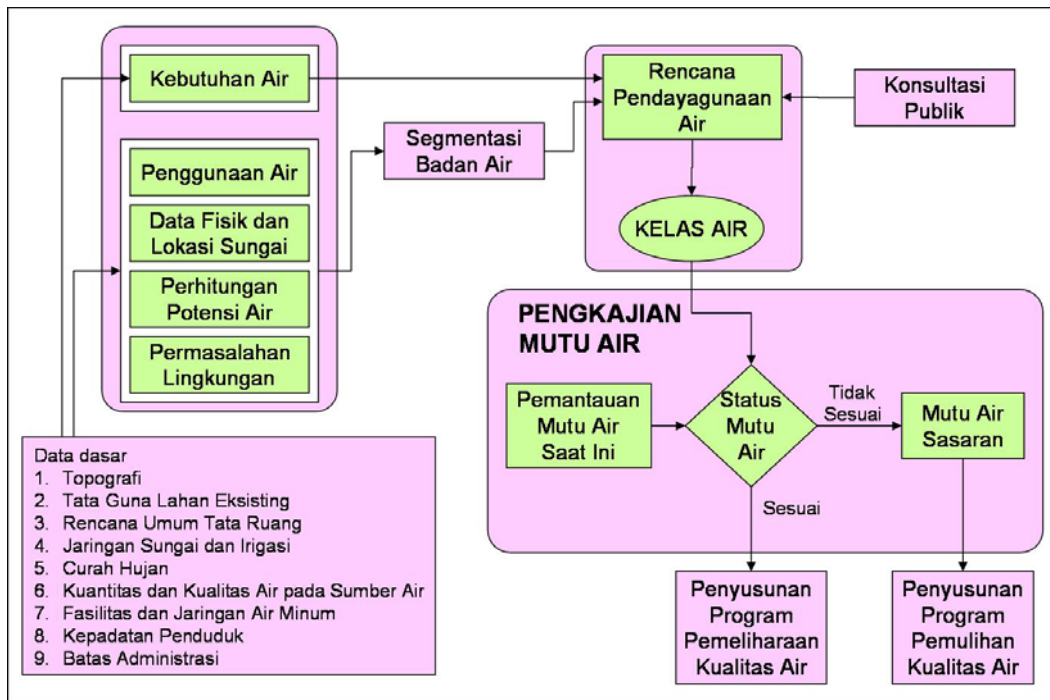 Kebutuhan Air
Penggunaan Air
Data Fisik dan
Lokasi Sungai
Perhitungan
Potensi Air
Permasalahan
Lingkungan
Segmentasi
Badan Air
Rencana
Pendayagunaan
Air
KELAS AIR
Konsultasi
Publik
PENGKAJIAN
MUTU AIR
Pemantauan
Mutu Air
Saat Ini
Status
Mutu
Air
Tidak
Sesuai
Mutu Air
Sasaran
Sesuai
Data dasar
1. Topografi
2. Tata Guna Lahan Eksisting
3. Rencana Umum Tata Ruang
4. Jaringan Sungai dan Irigasi
5. Curah Hujan
6. Kuantitas dan Kualitas Air pada Sumber Air
7. Fasilitas dan Jaringan Air Minum
8. Kepadatan Penduduk
9. Batas Administrasi
Penyusunan
Program
Pemeliharaan
Kualitas Air
Penyusunan
Program
Pemulihan
Kualitas Air